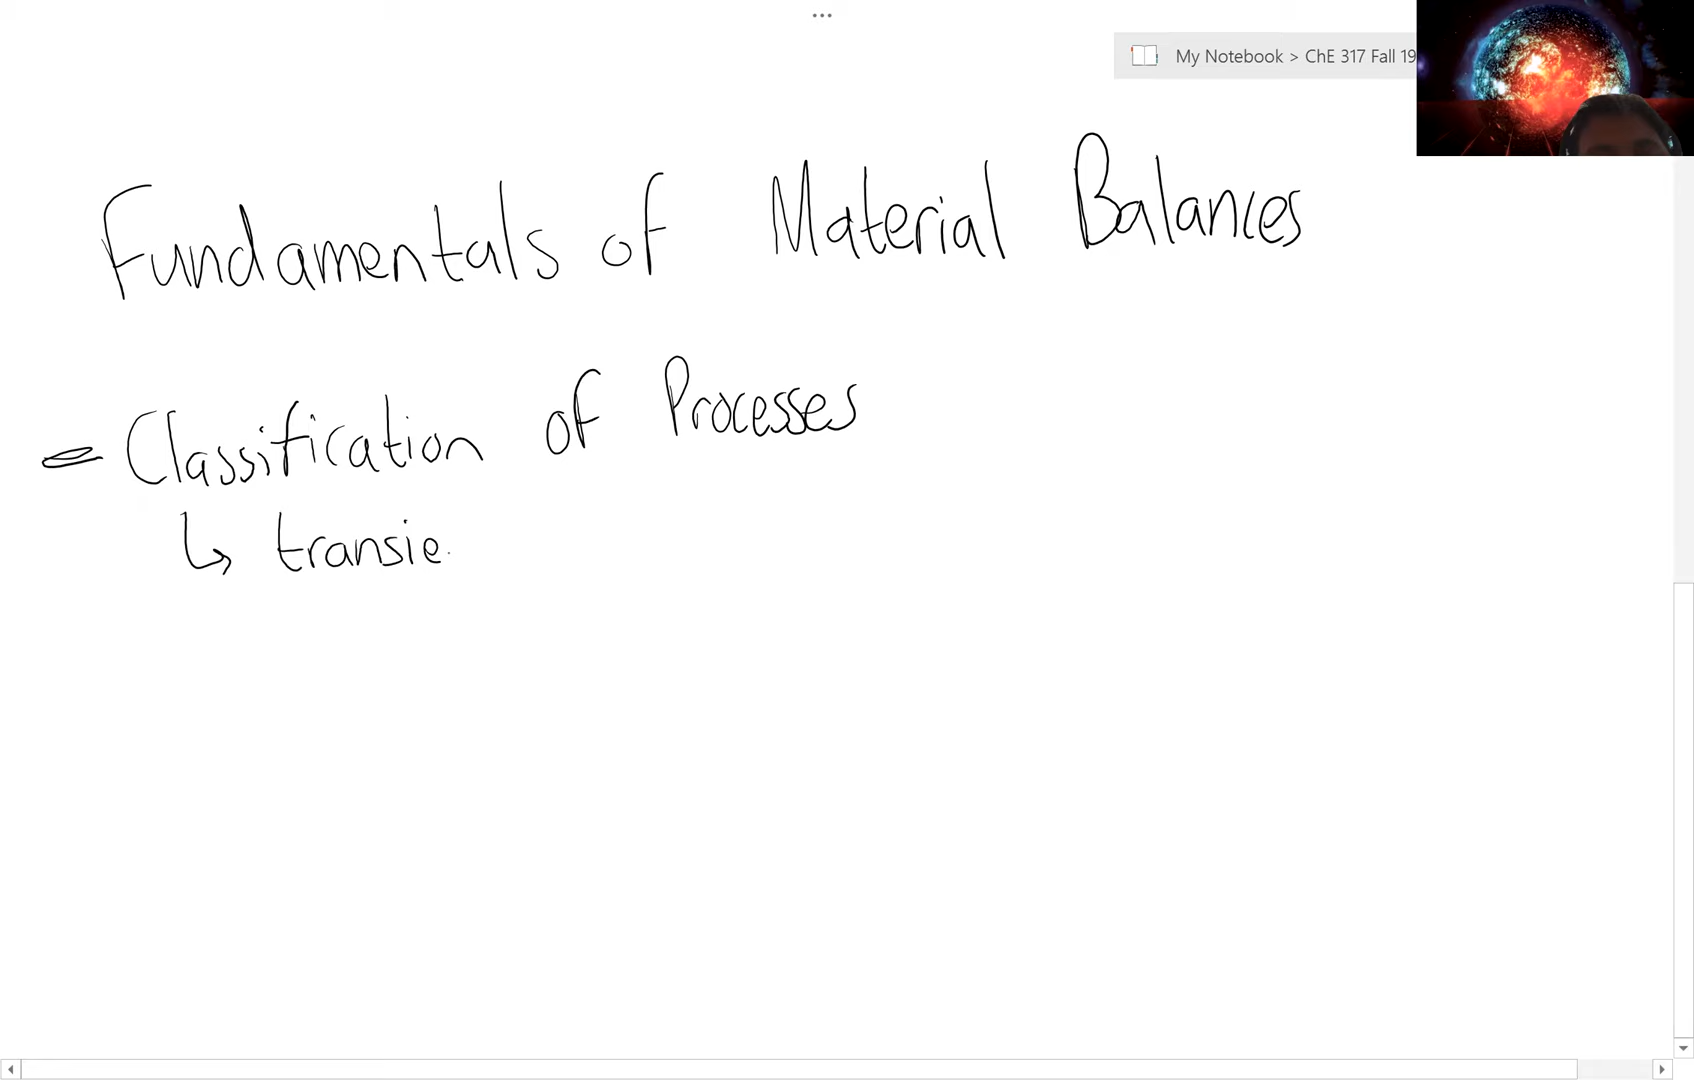 My Notebook > ChE 317 Fall 19
Fundamentals of Material Balances
- Classification of Processes
↳ transie